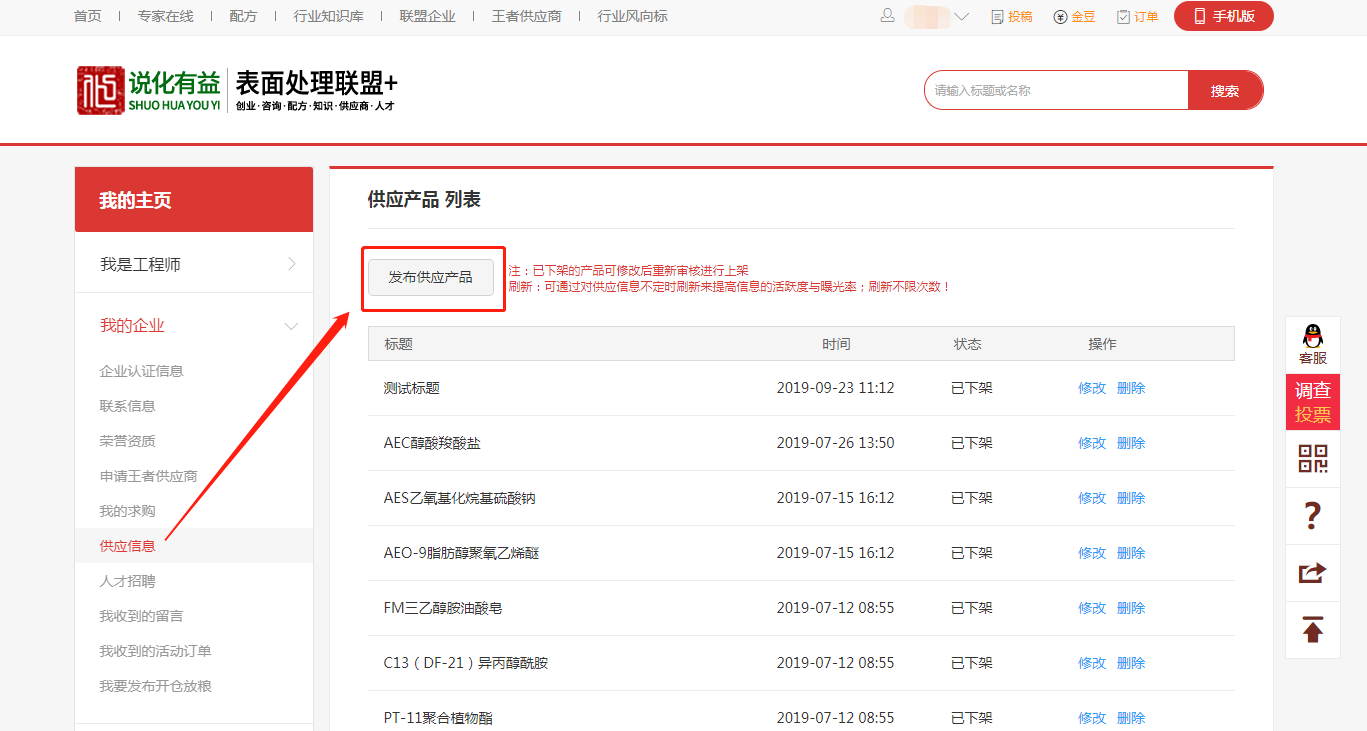 首页 | 专家在线 | 配方 | 行业知识库 | 联盟企业 | 王者供应商 | 行业风向标
投稿 金豆 订单 手机版
说化有益
SHUO HUA YOU YI
表面处理联盟+
创业·咨询·配方·知识·供应商·人才
请输入标题或名称 搜索
我的主页
我是工程师
我的企业
企业认证信息
联系信息
荣誉资质
申请王者供应商
我的求购
供应信息
人才招聘
我收到的留言
我收到的活动订单
我要发布开仓放粮
供应产品 列表
发布供应产品
注：已下架的产品可修改后重新审核进行上架
刷新：可通过对供应信息不定时刷新来提高信息的活跃度与曝光率；刷新不限次数！
标题 时间 状态 操作
测试标题 2019-09-23 11:12 已下架 修改 删除
AEC醇酸羧酸盐 2019-07-26 13:50 已下架 修改 删除
AES乙氧基化烷基硫酸钠 2019-07-15 16:12 已下架 修改 删除
AEO-9脂肪醇聚氧乙烯醚 2019-07-15 16:12 已下架 修改 删除
FM三乙醇胺油酸皂 2019-07-12 08:55 已下架 修改 删除
C13（DF-21）异丙醇酰胺 2019-07-12 08:55 已下架 修改 删除
PT-11聚合植物酯 2019-07-12 08:55 已下架 修改 删除
客服
调查
投票
?